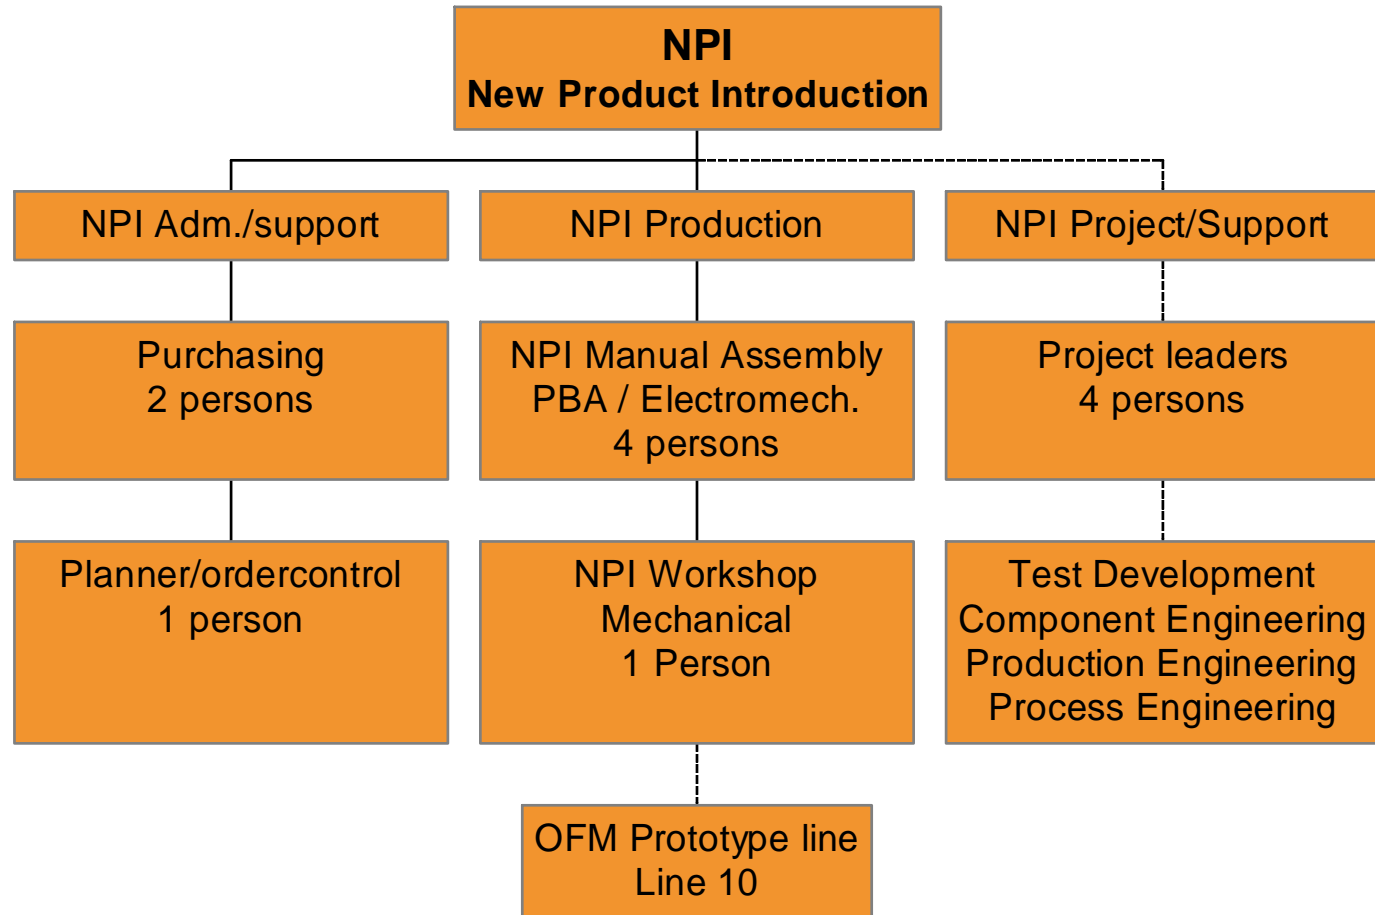 NPI
New Product Introduction
NPI Adm./support
NPI Production
NPI Project/Support
Purchasing
2 persons
NPI Manual Assembly
PBA / Electromech.
4 persons
Project leaders
4 persons
Planner/ordercontrol
1 person
NPI Workshop
Mechanical
1 Person
Test Development
Component Engineering
Production Engineering
Process Engineering
OFM Prototype line
Line 10